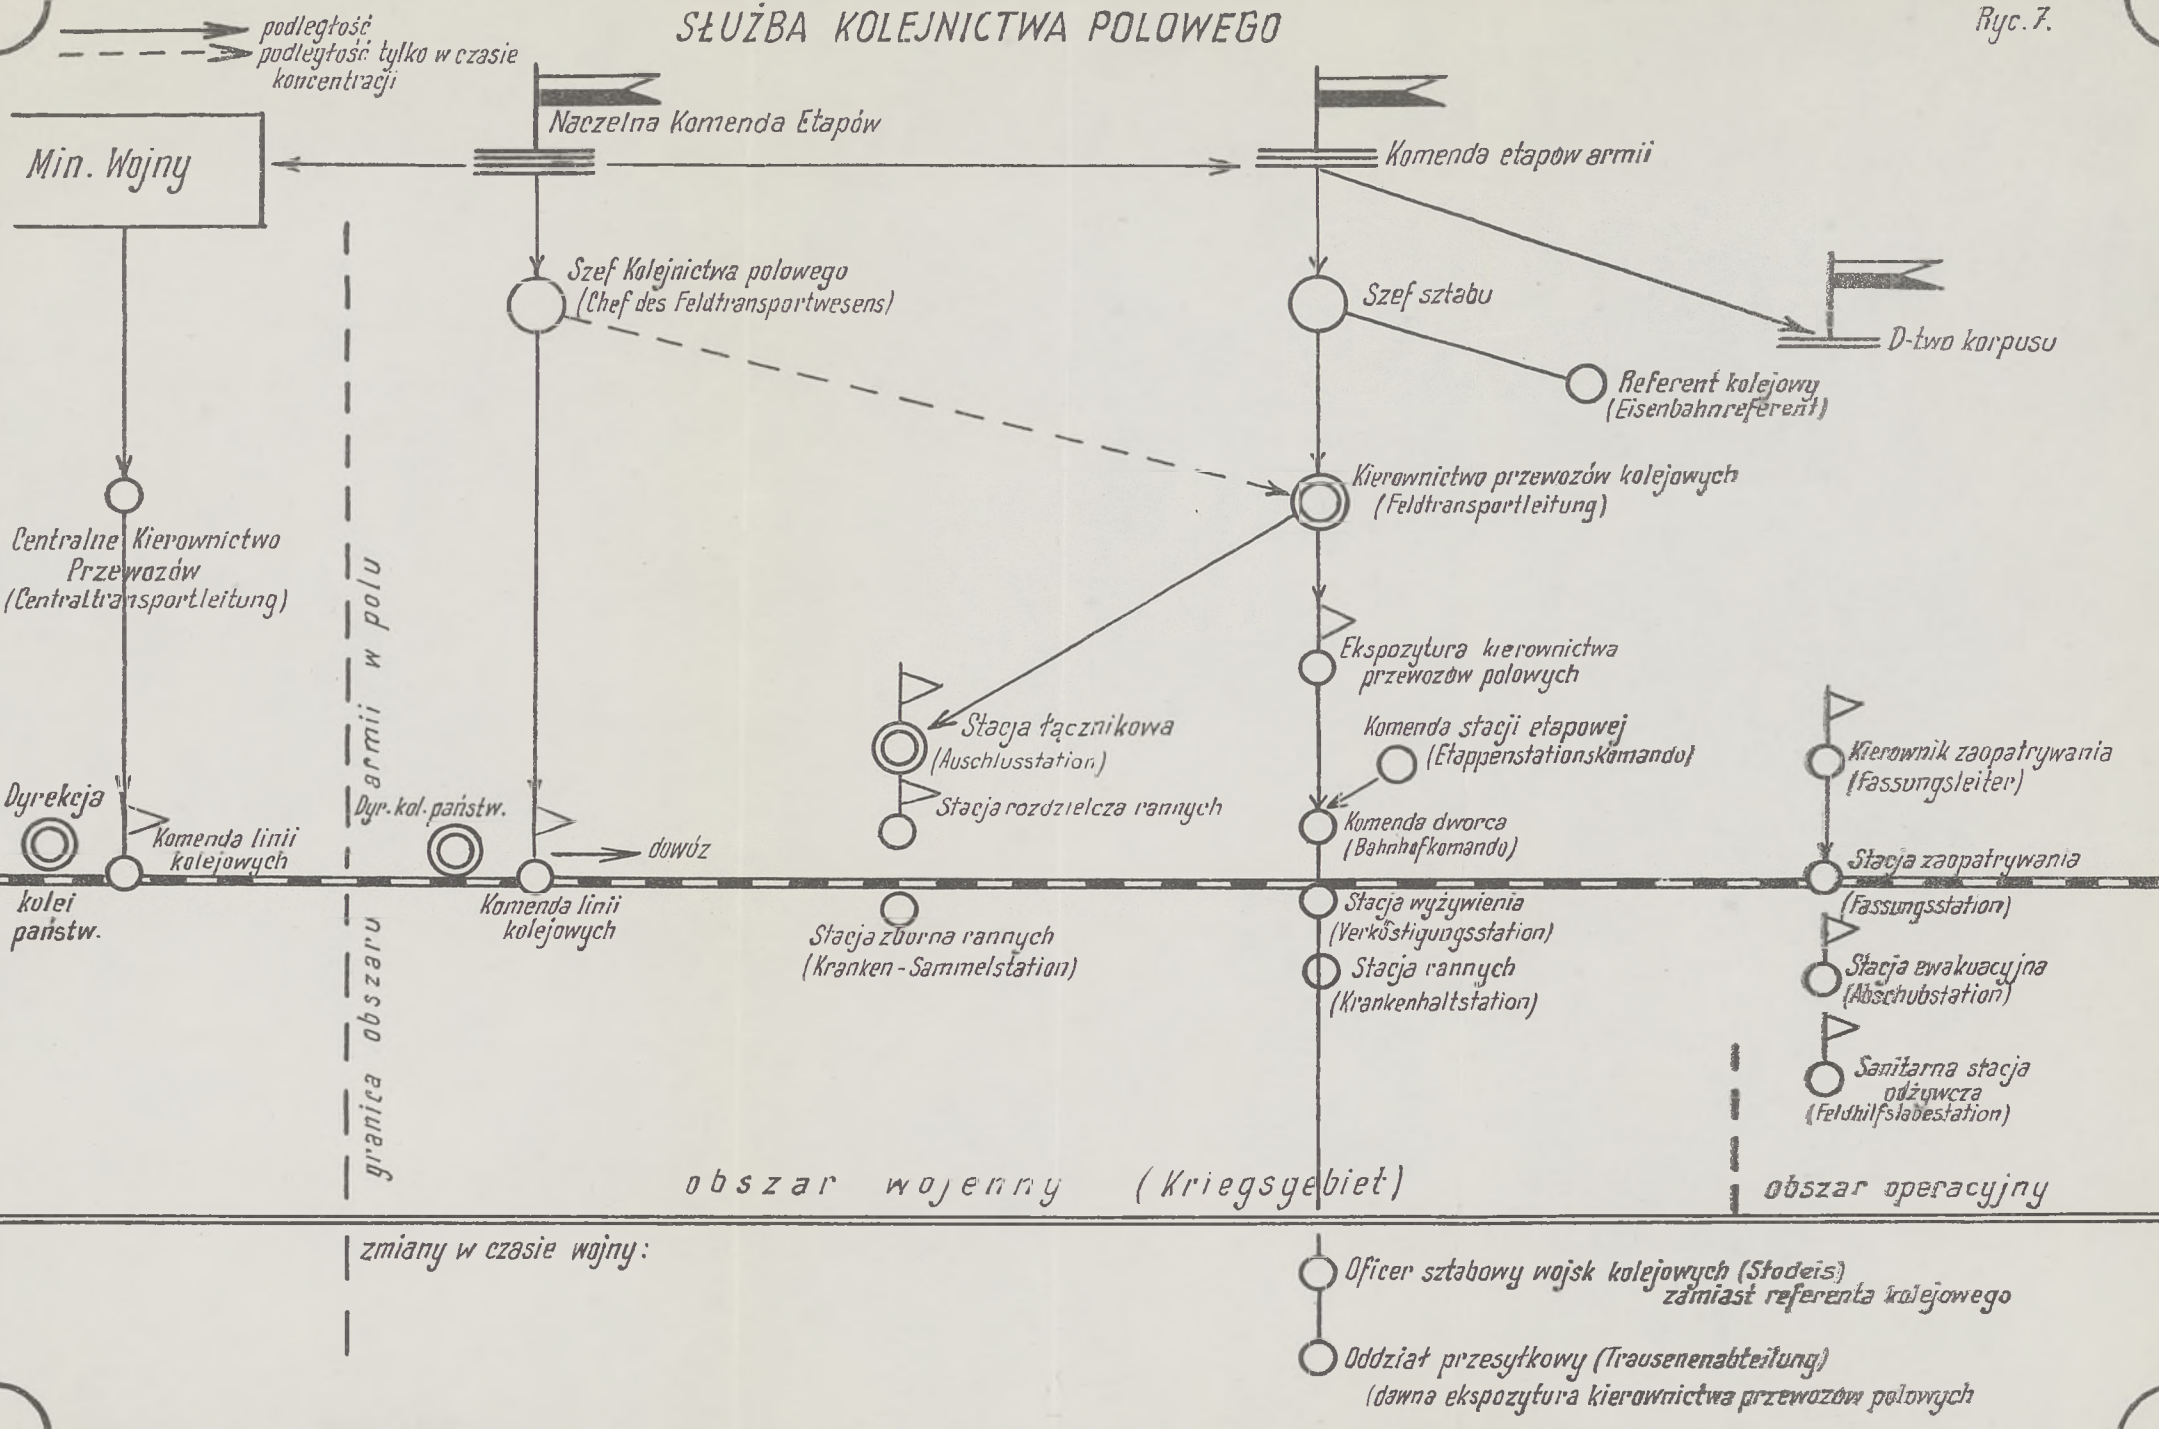 SŁUŻBA KOLEJNICTWA POLOWEGO
Ryc. 7.
podległość
podległość tylko w czasie
koncentracji
Naczelna Komenda Etapów
Komenda etapów armii
Min. Wojny
Szef Kolejnictwa polowego
(Chef des Feldtransportwesens)
Szef sztabu
D-two korpusu
Referent kolejowy
(Eisenbahnreferent)
Kierownictwo przewozów kolejowych
(Feldtransportleitung)
Centralne Kierownictwo
Przewozów
(Centraltransportleitung)
granica obszaru armii w polu
Ekspozytura kierownictwa
przewozów polowych
Stacja łącznikowa
(Auschlusstation)
Komenda stacji etapowej
(Etappenstationskomando)
Kierownik zaopatrywania
(Fassungsleiter)
Stacja rozdzielcza rannych
Dyrekcja
Komenda linii
kolejowych
Dyr. kol. państw.
dowóz
Komenda dworca
(Bahnhofkomando)
Stacja zaopatrywania
(Fassungsstation)
kolei
państw.
Komenda linii
kolejowych
Stacja zborna rannych
(Kranken-Sammelstation)
Stacja wyżywienia
(Verköstigungsstation)
Stacja rannych
(Krankenhaltstation)
Stacja ewakuacyjna
(Abschubstation)
Sanitarna stacja
odżywcza
(Feldhilfslabestation)
obszar wojenny (Kriegsgebiet)
obszar operacyjny
zmiany w czasie wojny:
Oficer sztabowy wojsk kolejowych (Stodeis)
zamiast referenta kolejowego
Oddział przesyłkowy (Trausenenabteilung)
(dawna ekspozytura kierownictwa przewozów polowych